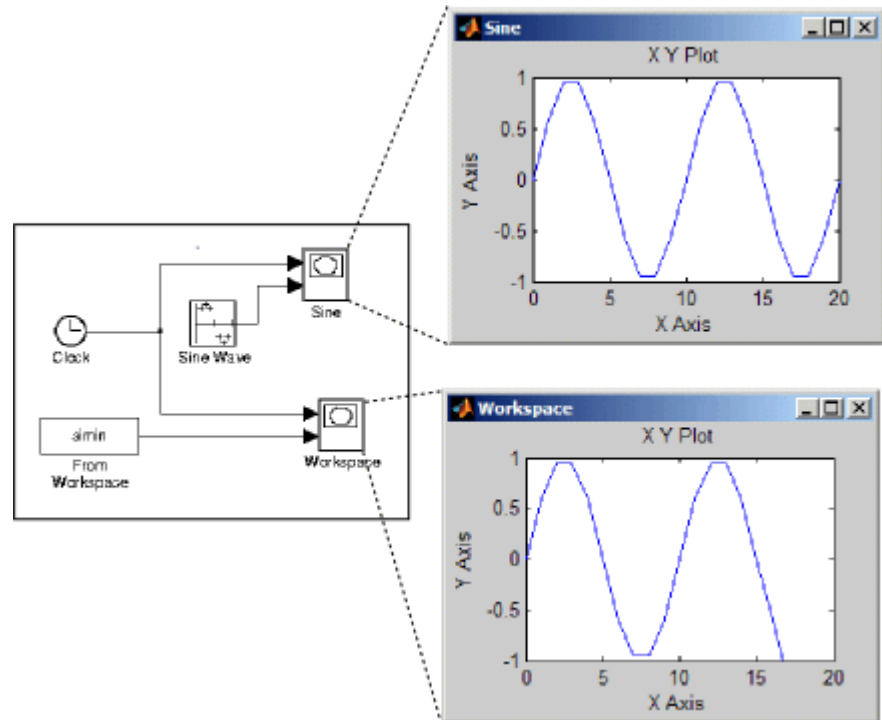 Sine
X Y Plot
1
0.5
0
-0.5
-1
Y Axis
0 5 10 15 20
X Axis
Sine
Clock
Sine Wave
simin
From
Workspace
Workspace
Workspace
X Y Plot
1
0.5
0
-0.5
-1
Y Axis
0 5 10 15 20
X Axis